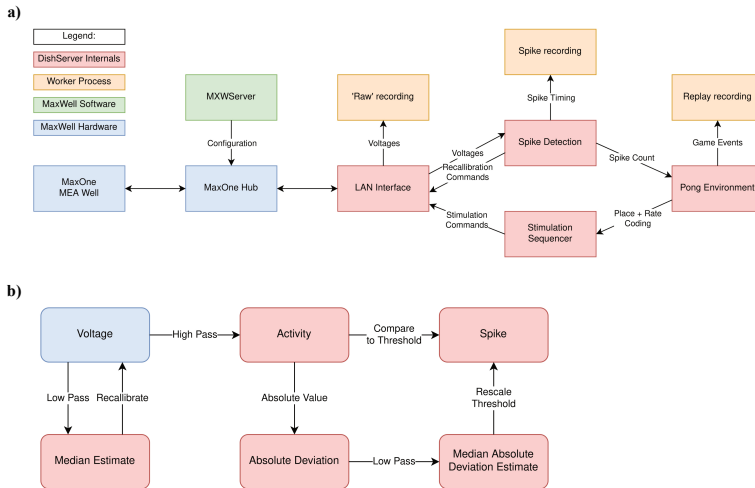 a)
Legend:
DishServer Internals
Worker Process
MaxWell Software
MaxWell Hardware
MXWServer
'Raw' recording
Spike recording
Replay recording
Configuration
Voltages
Spike Timing
Game Events
MaxOne
MEA Well
MaxOne Hub
LAN Interface
Voltages
Recallibration
Commands
Spike Detection
Spike Count
Pong Environment
Stimulation
Commands
Stimulation
Sequencer
Place + Rate
Coding
b)
Voltage
High Pass
Activity
Compare
to Threshold
Spike
Low Pass
Recallibrate
Absolute Value
Rescale
Threshold
Median Estimate
Absolute Deviation
Low Pass
Median Absolute
Deviation Estimate